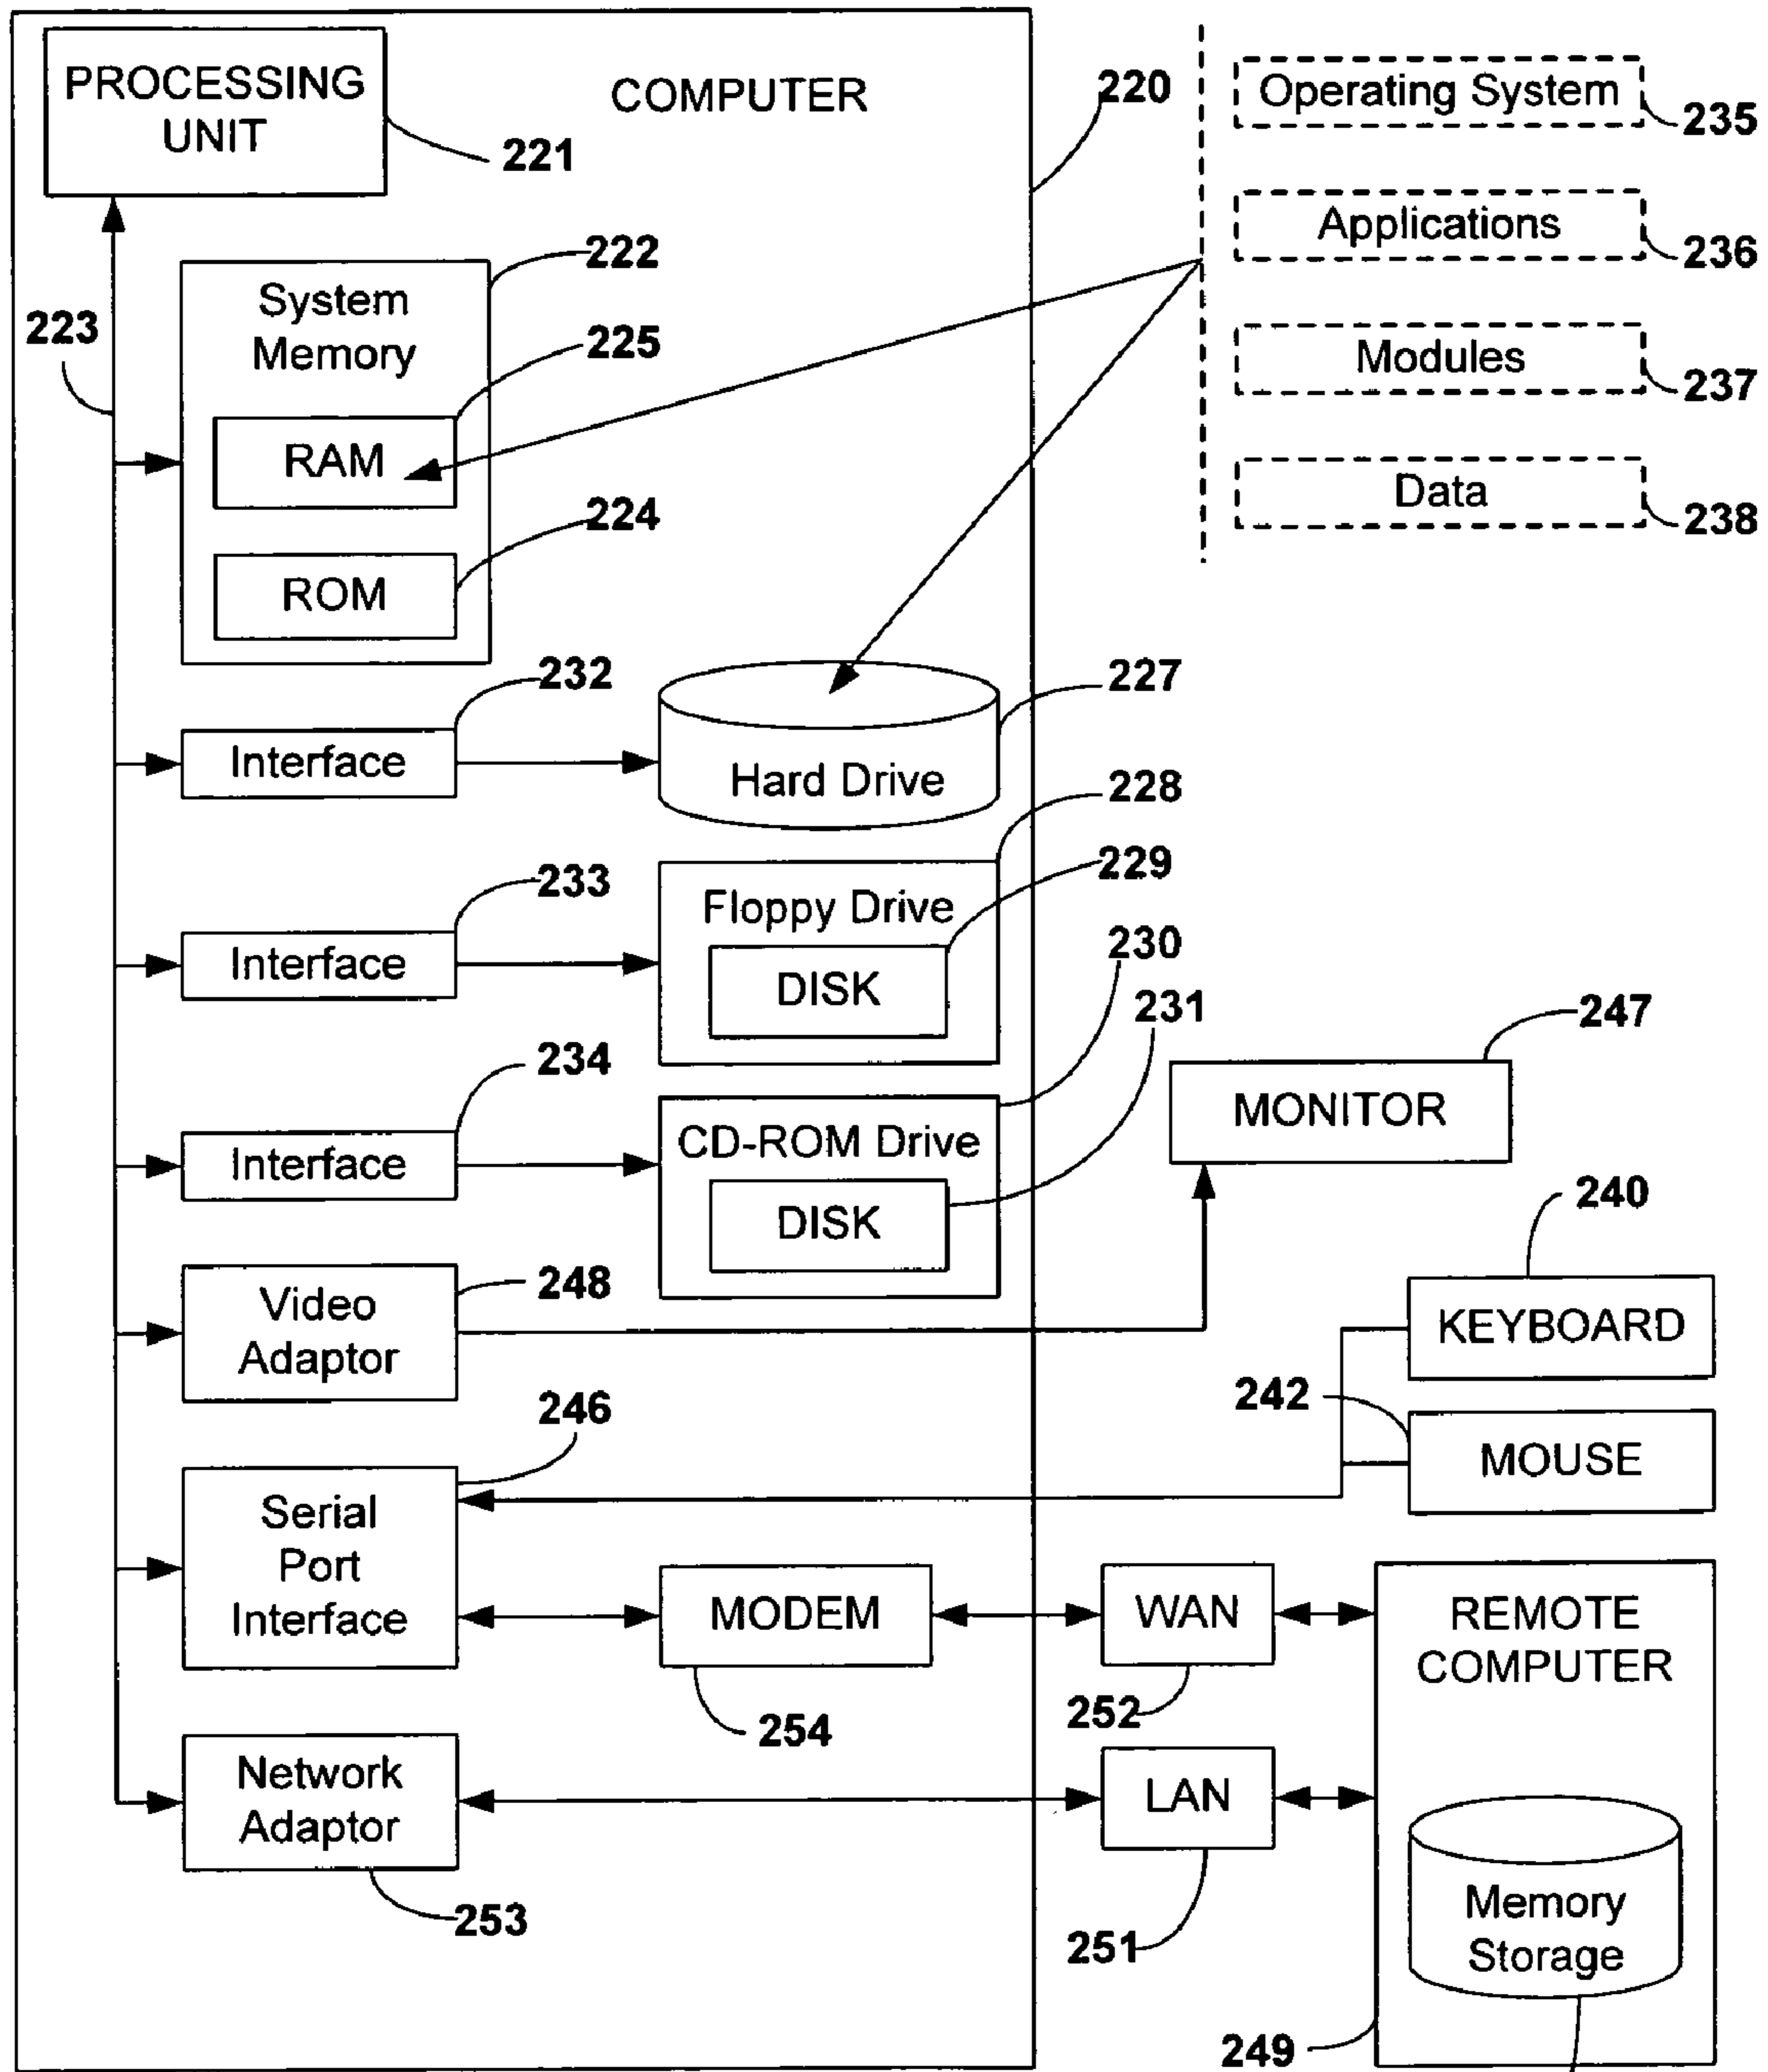 PROCESSING
UNIT
221
COMPUTER
220
222
System
Memory
223
225
RAM
224
ROM
Operating System
235
Applications
236
Modules
237
Data
238
232
Interface
227
Hard Drive
233
Interface
228
Floppy Drive
229
DISK
234
Interface
230
CD-ROM Drive
231
DISK
247
MONITOR
248
Video
Adaptor
240
KEYBOARD
242
MOUSE
246
Serial
Port
Interface
MODEM
254
WAN
252
REMOTE
COMPUTER
Network
Adaptor
253
LAN
251
Memory
Storage
249